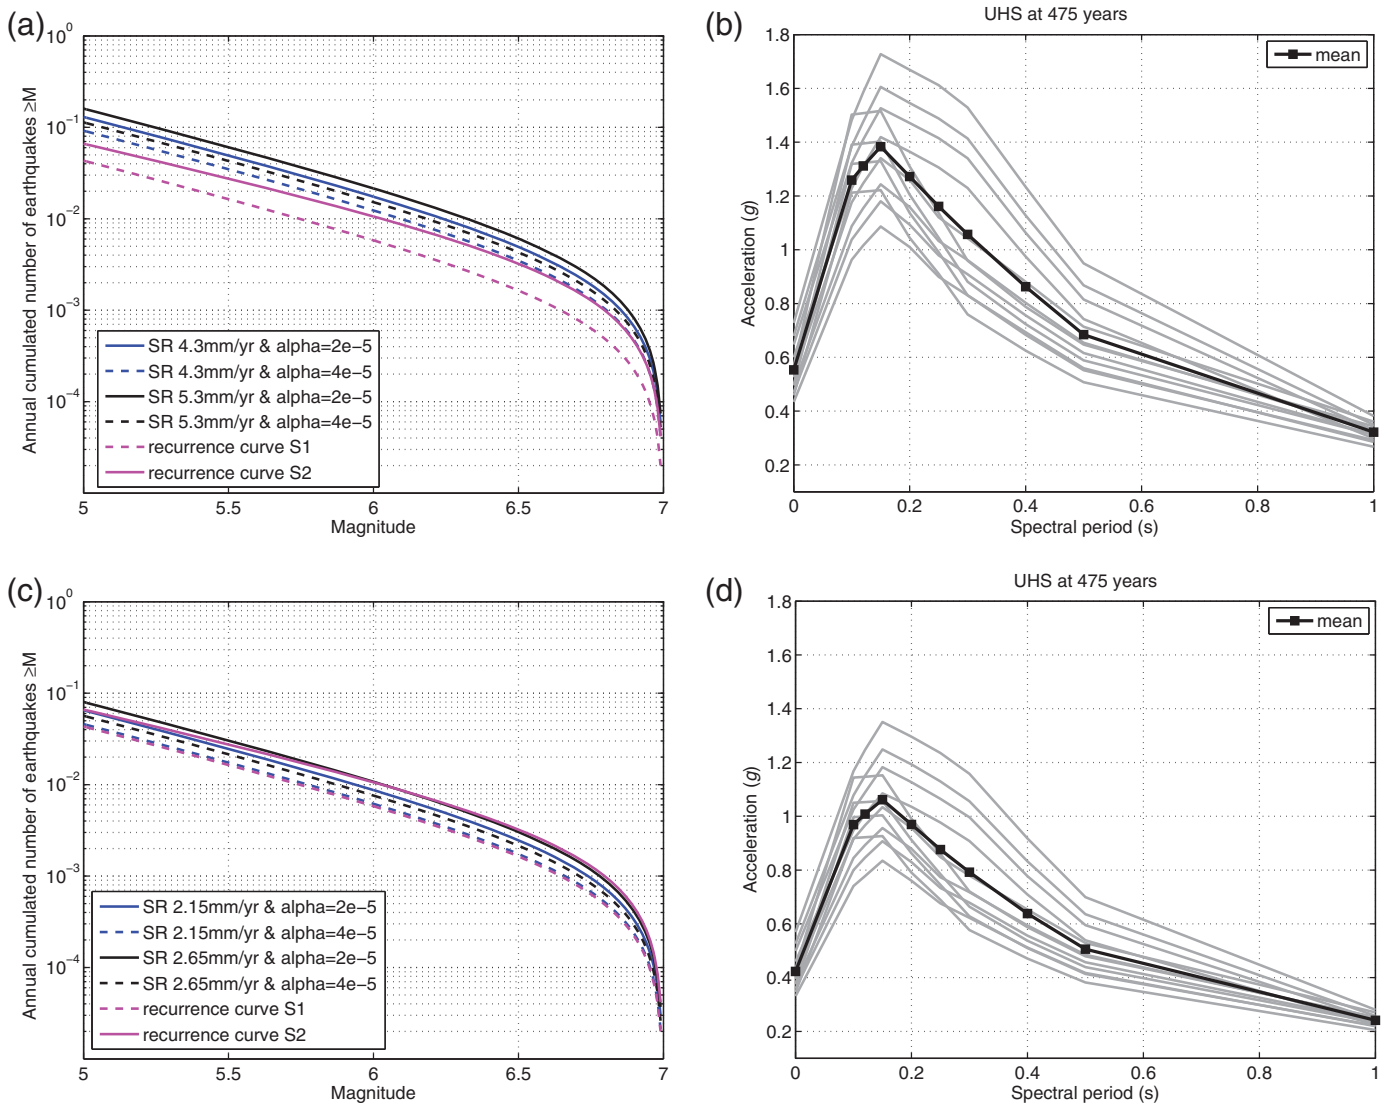 (a)
10^0
10^-1
10^-2
10^-3
10^-4
Annual cumulated number of earthquakes ≥M
SR 4.3mm/yr & alpha=2e-5
SR 4.3mm/yr & alpha=4e-5
SR 5.3mm/yr & alpha=2e-5
SR 5.3mm/yr & alpha=4e-5
recurrence curve S1
recurrence curve S2
5 5.5 6 6.5 7
Magnitude
(b)
UHS at 475 years
mean
1.8
1.6
1.4
1.2
1
0.8
0.6
0.4
0.2
Acceleration (g)
0 0.2 0.4 0.6 0.8 1
Spectral period (s)
(c)
10^0
10^-1
10^-2
10^-3
10^-4
Annual cumulated number of earthquakes ≥M
SR 2.15mm/yr & alpha=2e-5
SR 2.15mm/yr & alpha=4e-5
SR 2.65mm/yr & alpha=2e-5
SR 2.65mm/yr & alpha=4e-5
recurrence curve S1
recurrence curve S2
5 5.5 6 6.5 7
Magnitude
(d)
UHS at 475 years
mean
1.8
1.6
1.4
1.2
1
0.8
0.6
0.4
0.2
Acceleration (g)
0 0.2 0.4 0.6 0.8 1
Spectral period (s)